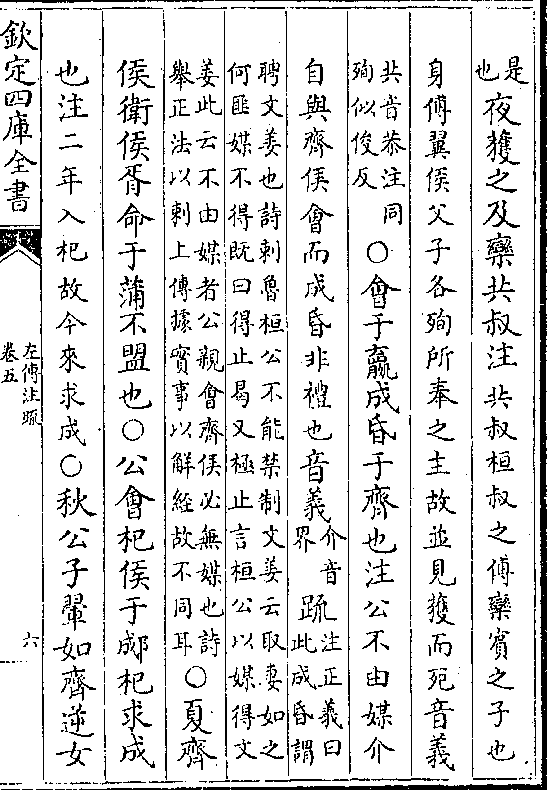 是
也夜獲之及欒共叔注共叔桓叔之傅欒賓之子也
身傅翼侯父子各殉所奉之主故並見獲而死音義
共音恭注同
殉似俊反○會于嬴成昏于齊也注公不由媒介
自與齊侯會而成昏非禮也音義介音
界疏注正義曰
此成昏謂
聘文姜也詩刺魯桓公不能禁制文姜云取妻如之
何匪媒不得既曰得止曷又極止言桓公以媒得文
姜此云不由媒者公親會齊侯必無媒也詩
舉正法以刺上傳據實事以解經故不同耳○夏齊
侯衛侯胥命于蒲不盟也○公會杞侯于郕杞求成
也注二年入杞故今來求成○秋公子翬如齊逆女
欽定四庫全書
左傳注疏
卷五
六